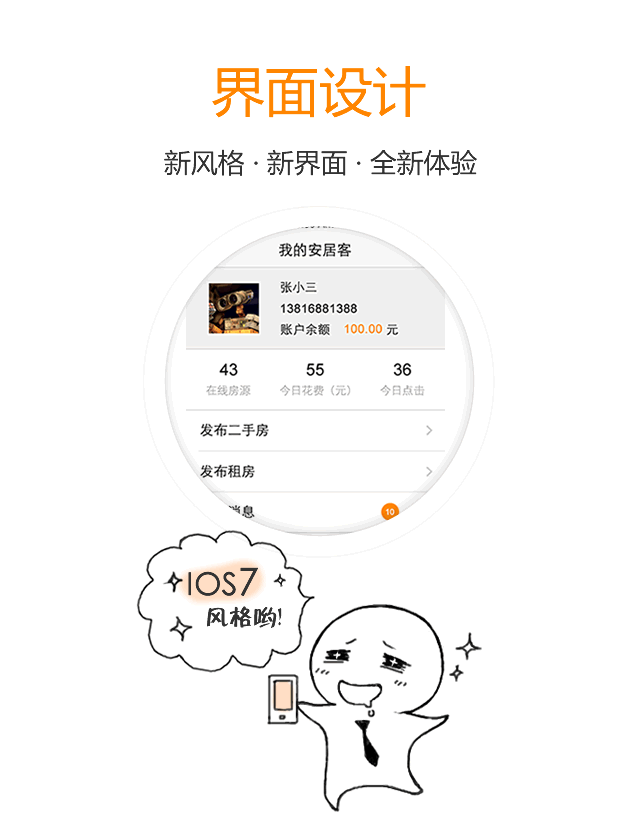 界面设计
新风格 · 新界面 · 全新体验
我的安居客
张小三
13816881388
账户余额 100.00 元
43 55 36
在线房源 今日花费（元） 今日点击
发布二手房
发布租房
消息 10
IOS7
风格哟!